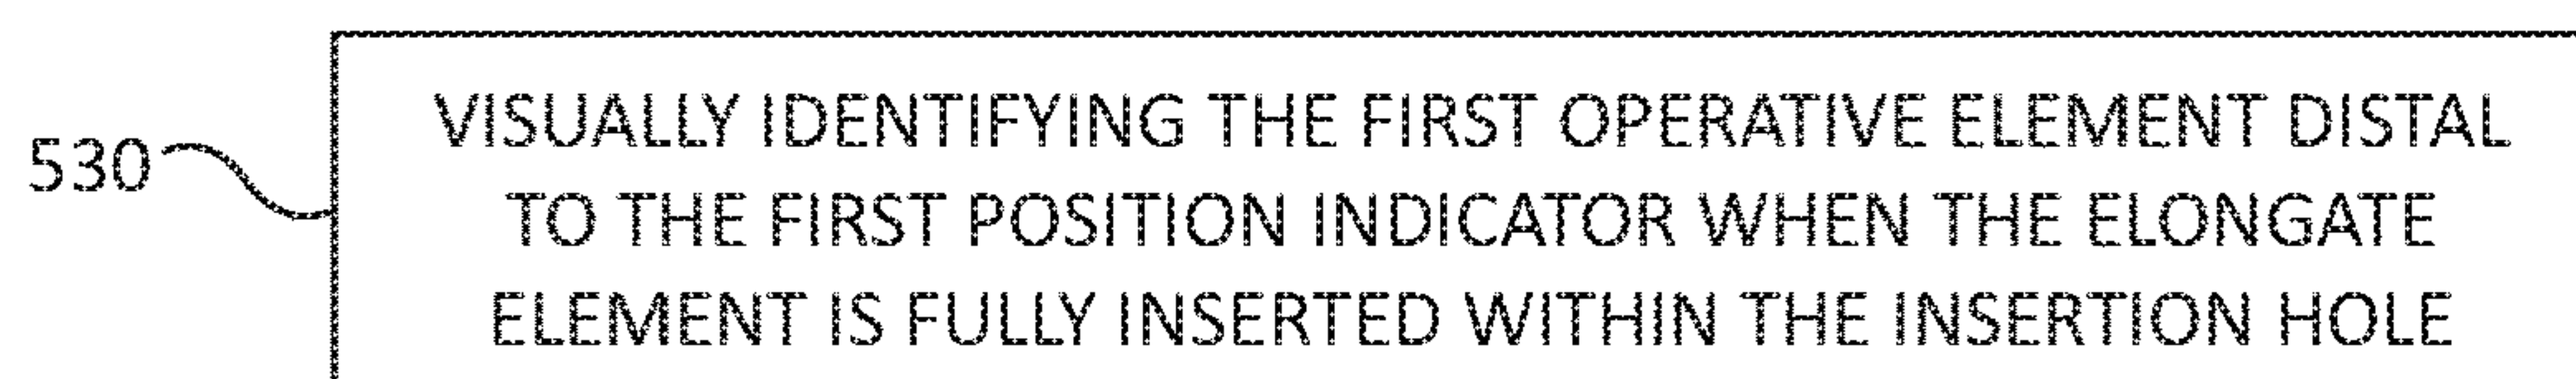 VISUALLY IDENTIFYING THE FIRST OPERATIVE ELEMENT DISTAL
530
TO THE FIRST POSITION INDICATOR WHEN THE ELONGATE
ELEMENT IS FULLY INSERTED WITHIN THE INSERTION HOLE